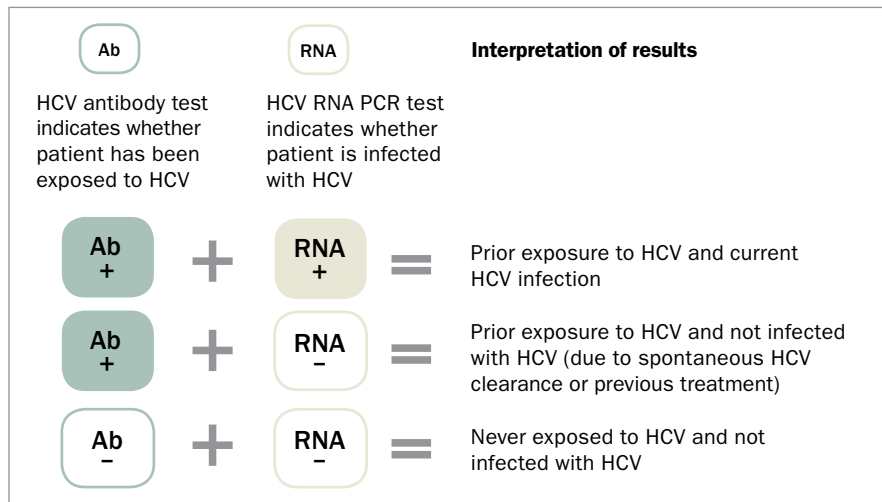 Ab
RNA
Interpretation of results
HCV antibody test
indicates whether
patient has been
exposed to HCV
HCV RNA PCR test
indicates whether
patient is infected
with HCV
Ab
+
+
RNA
+
=
Prior exposure to HCV and current
HCV infection
Ab
+
+
RNA
–
=
Prior exposure to HCV and not infected
with HCV (due to spontaneous HCV
clearance or previous treatment)
Ab
–
+
RNA
–
=
Never exposed to HCV and not
infected with HCV